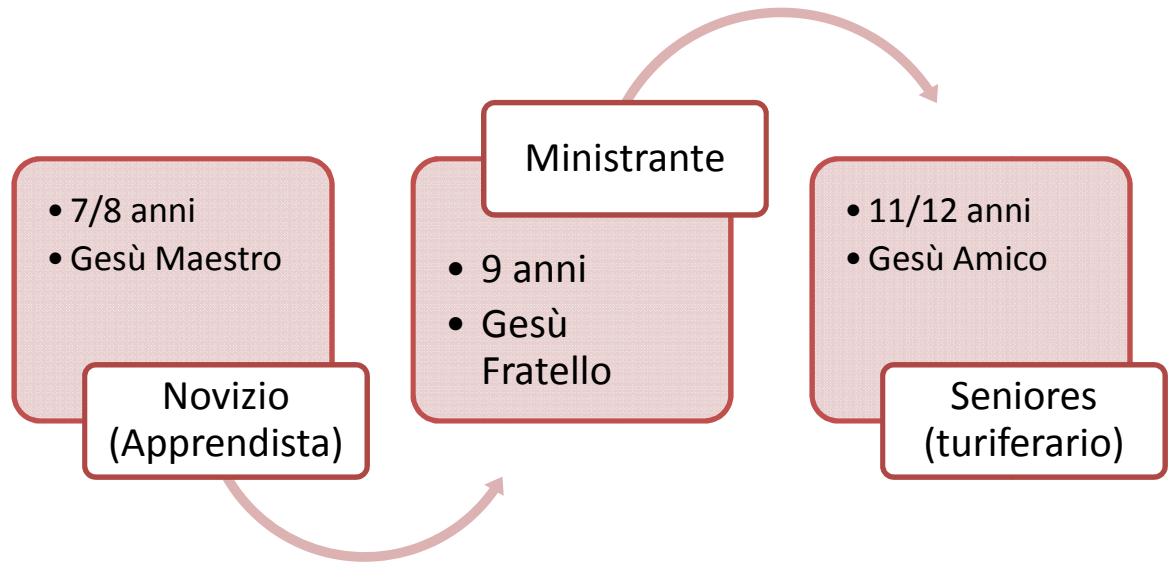 • 7/8 anni
• Gesù Maestro
Novizio
(Apprendista)
Ministrante
• 9 anni
• Gesù
Fratello
• 11/12 anni
• Gesù Amico
Seniores
(turiferario)